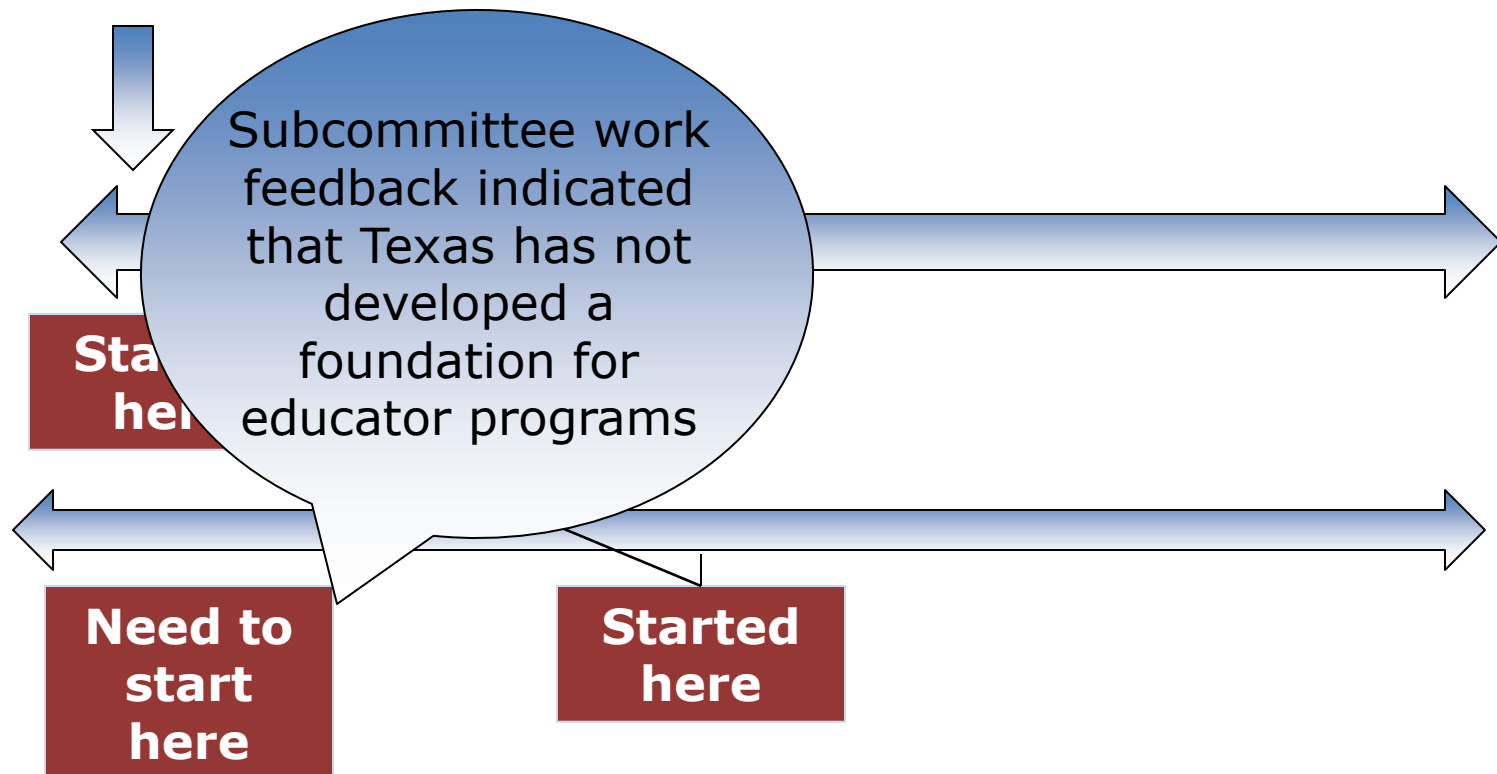 Subcommittee work
feedback indicated
that Texas has not
developed a
foundation for
educator programs
Need to
start
here
Started
here